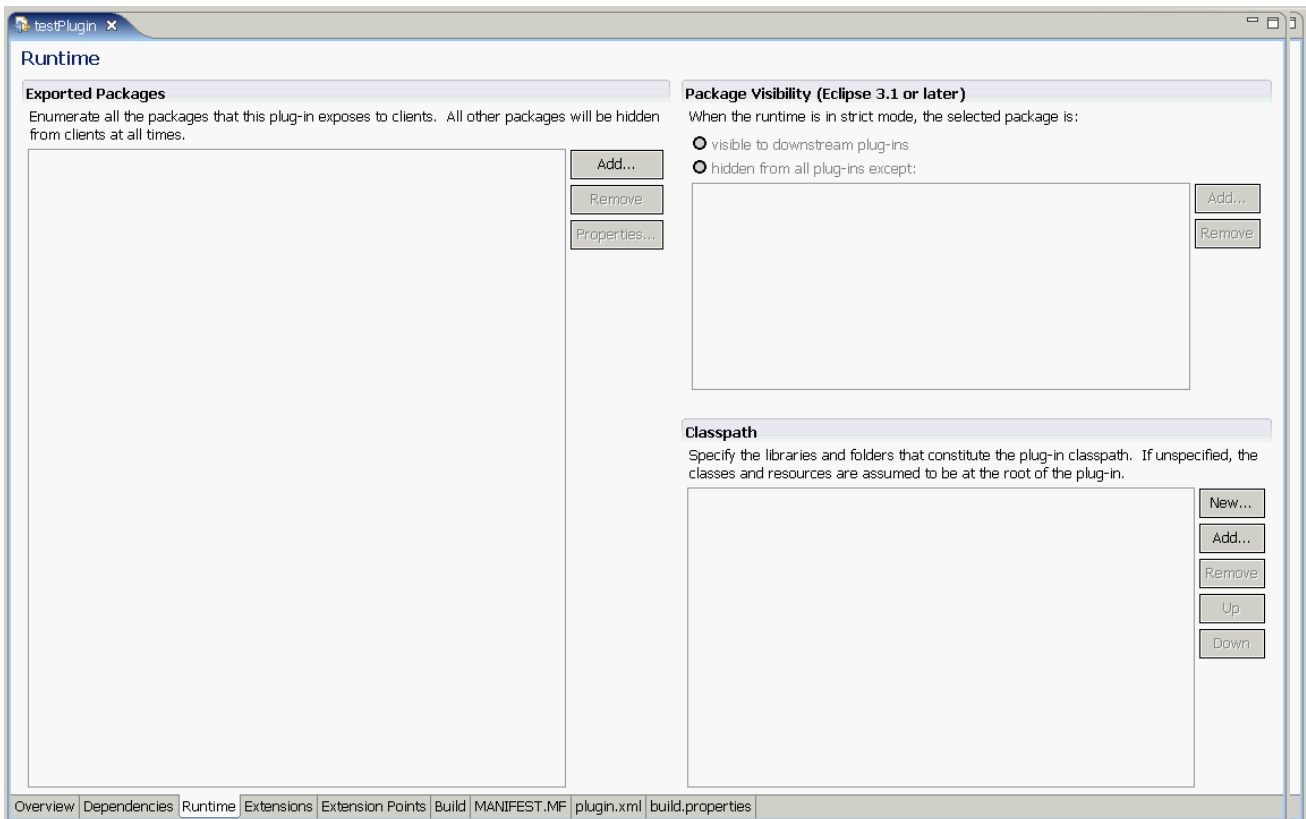 testPlugin
Runtime
Exported Packages
Enumerate all the packages that this plug-in exposes to clients.  All other packages will be hidden
from clients at all times.
Add...
Remove
Properties...
Package Visibility (Eclipse 3.1 or later)
When the runtime is in strict mode, the selected package is:
visible to downstream plug-ins
hidden from all plug-ins except:
Add...
Remove
Classpath
Specify the libraries and folders that constitute the plug-in classpath.  If unspecified, the
classes and resources are assumed to be at the root of the plug-in.
New...
Add...
Remove
Up
Down
Overview Dependencies Runtime Extensions Extension Points Build MANIFEST.MF plugin.xml build.properties